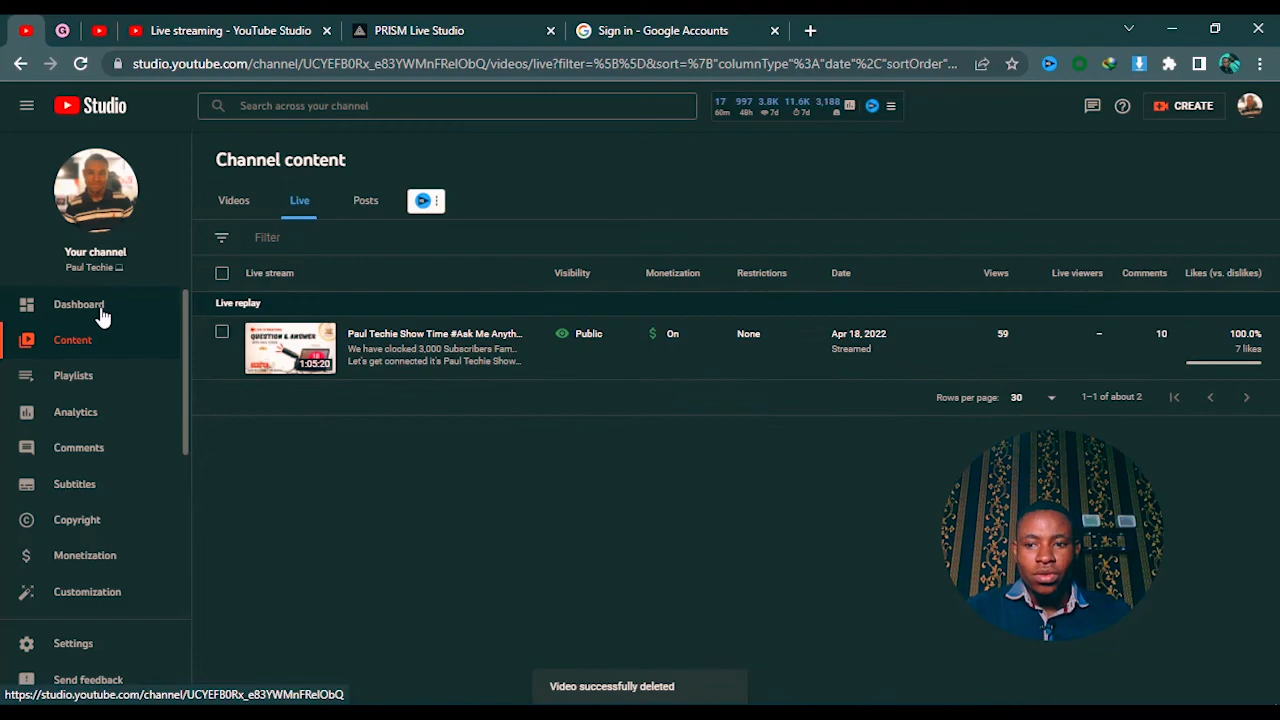 Live streaming - YouTube Studio
PRISM Live Studio
Sign in - Google Accounts
studio.youtube.com/channel/UCYEFB0Rx_e83YWMnFRelObQ/videos/live?filter=%5B%5D&sort=%7B"columnType"%3A"date"%2C"sortOrder"...
Studio
Search across your channel
17 997 3.8K 11.6K 3,188
60m 48h 7d 7d
CREATE
Channel content
Videos Live Posts
Filter
Your channel
Paul Techie
Dashboard
Content
Playlists
Analytics
Comments
Subtitles
Copyright
Monetization
Customization
Settings
Send feedback
Live stream Visibility Monetization Restrictions Date Views Live viewers Comments Likes (vs. dislikes)
Live replay
QUESTION & ANSWER
1:05:20
Paul Techie Show Time #Ask Me Anyth... Public On None Apr 18, 2022 59 – 10 100.0%
We have clocked 3,000 Subscribers Fam... Streamed 7 likes
Let's get connected it's Paul Techie Show...
Rows per page: 30 1–1 of about 2
Video successfully deleted
https://studio.youtube.com/channel/UCYEFB0Rx_e83YWMnFRelObQ